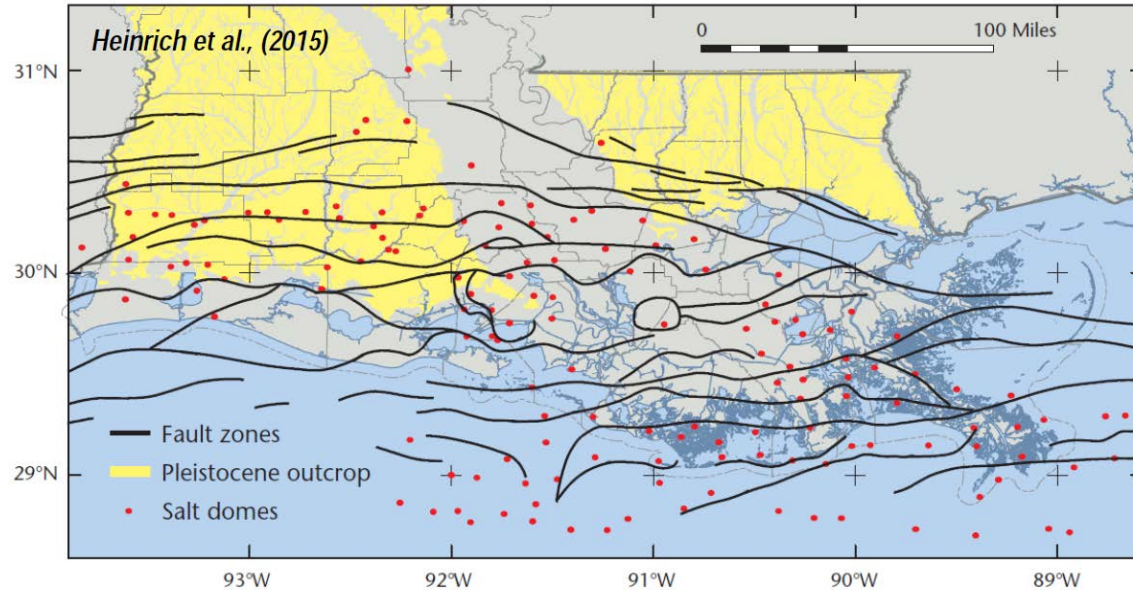 Heinrich et al., (2015)
0 100 Miles
31°N
30°N
29°N
Fault zones
Pleistocene outcrop
Salt domes
93°W 92°W 91°W 90°W 89°W